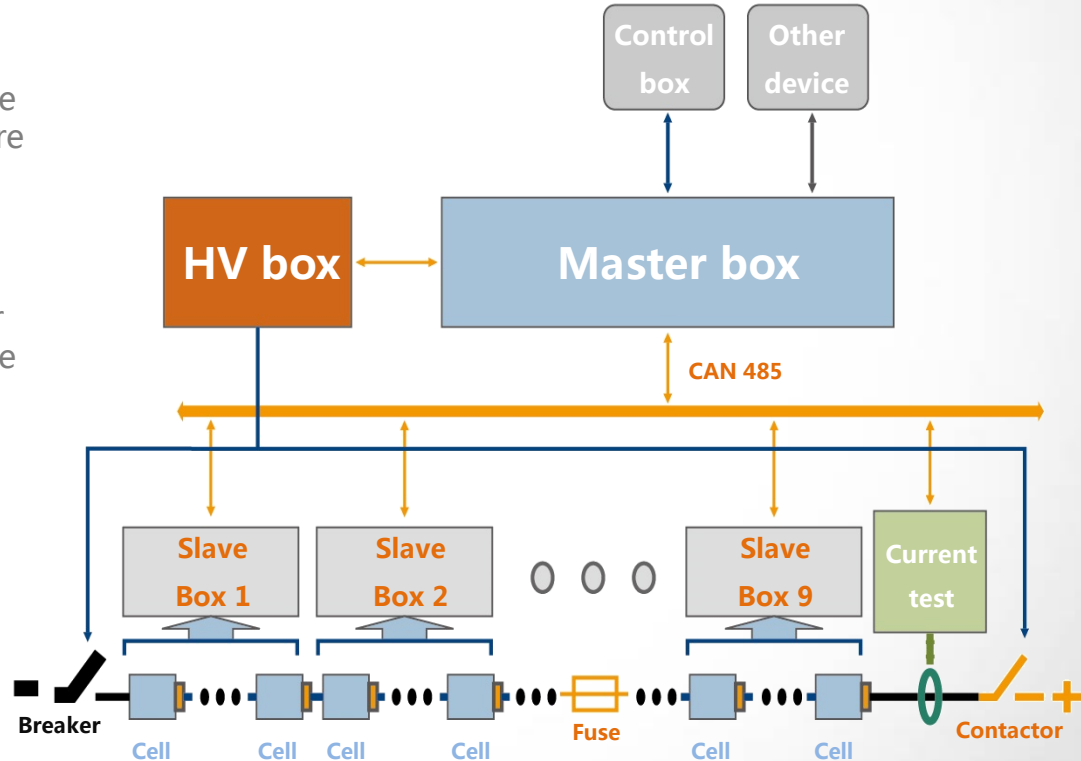 e
re
r
e
Control
box
Other
device
HV box
Master box
CAN 485
Slave
Box 1
Slave
Box 2
Slave
Box 9
Current
test
Breaker
Fuse
Contactor
Cell
Cell
Cell
Cell
Cell
Cell